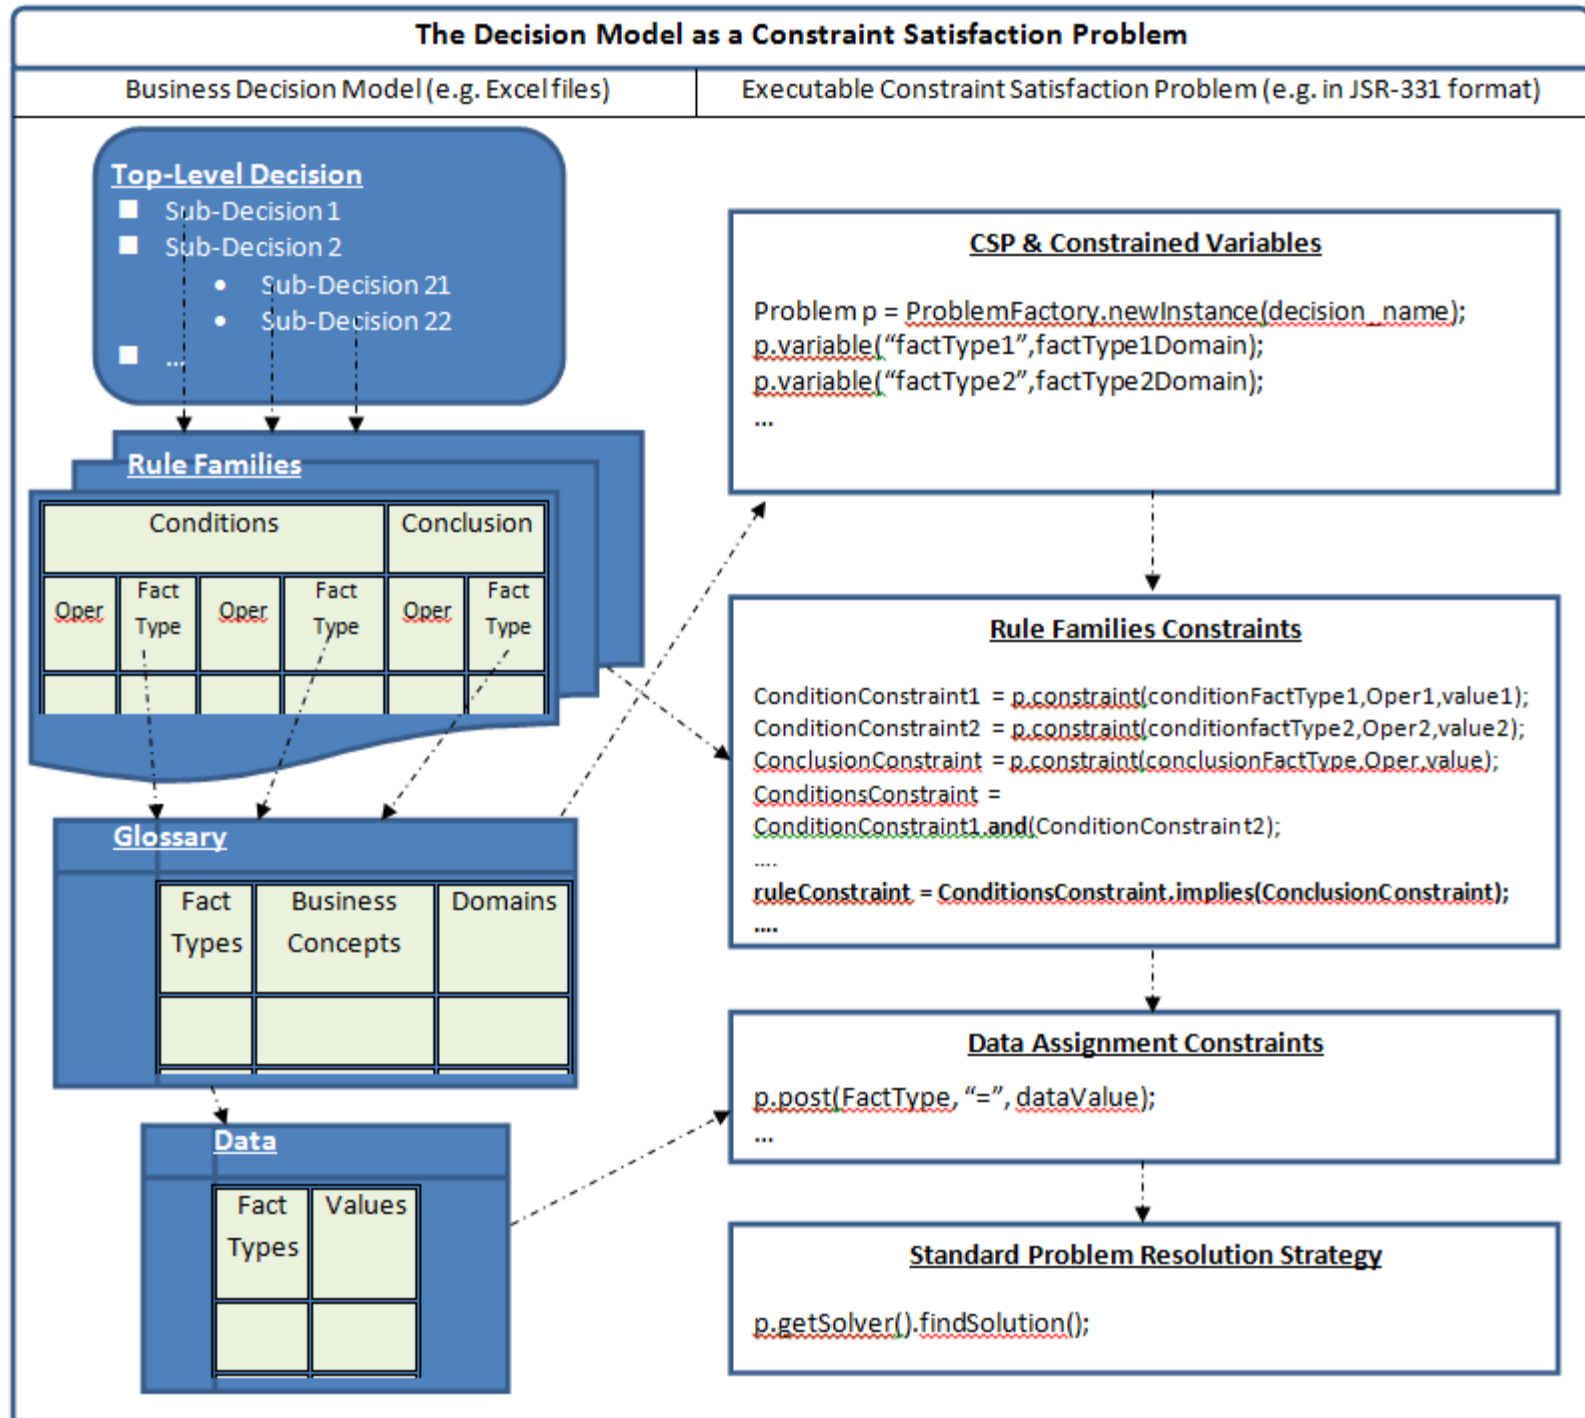 The Decision Model as a Constraint Satisfaction Problem
Business Decision Model (e.g. Excel files)
Executable Constraint Satisfaction Problem (e.g. in JSR-331 format)
Top-Level Decision
Sub-Decision 1
Sub-Decision 2
Sub-Decision 21
Sub-Decision 22
...
Rule Families
Conditions
Conclusion
Oper
Fact
Type
Oper
Fact
Type
Oper
Fact
Type
Glossary
Fact
Types
Business
Concepts
Domains
Data
Fact
Types
Values
CSP & Constrained Variables
Problem p = ProblemFactory.newInstance(decision_name);
p.variable(“factType1”,factType1Domain);
p.variable(“factType2”,factType2Domain);
...
Rule Families Constraints
ConditionConstraint1 = p.constraint(conditionFactType1,Oper1,value1);
ConditionConstraint2 = p.constraint(conditionfactType2,Oper2,value2);
ConclusionConstraint = p.constraint(conclusionFactType,Oper,value);
ConditionsConstraint =
ConditionConstraint1.and(ConditionConstraint2);
....
ruleConstraint = ConditionsConstraint.implies(ConclusionConstraint);
....
Data Assignment Constraints
p.post(FactType, “=”, dataValue);
...
Standard Problem Resolution Strategy
p.getSolver().findSolution();